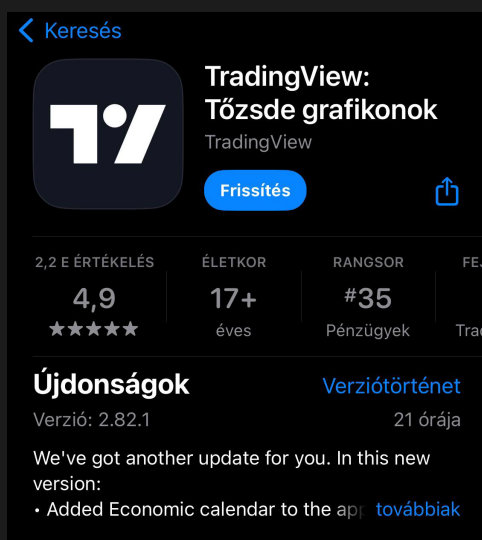 Keresés
TradingView:
Tőzsde grafikonok
TradingView
Frissítés
2,2 E ÉRTÉKELÉS
4,9
ÉLETKOR
17+
éves
RANGSOR
#35
Pénzügyek
FEJ
Tra
Újdonságok
Verziótörténet
Verzió: 2.82.1
21 órája
We've got another update for you. In this new
version:
• Added Economic calendar to the app továbbiak